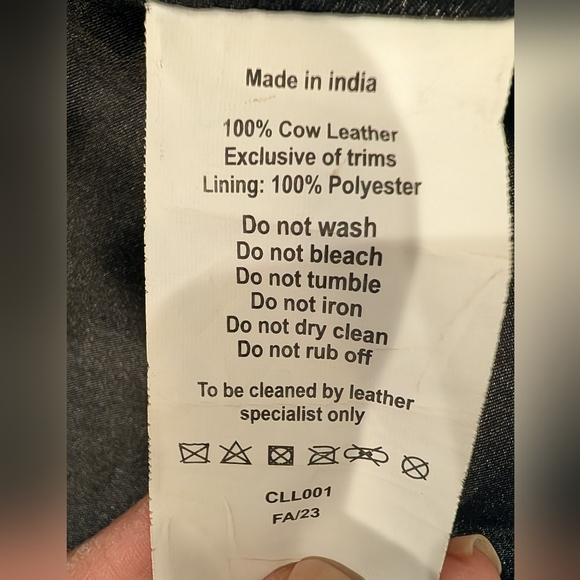 Made in india
100% Cow Leather
Exclusive of trims
Lining: 100% Polyester
Do not wash
Do not bleach
Do not tumble
Do not iron
Do not dry clean
Do not rub off
To be cleaned by leather
specialist only
CLL001
FA/23